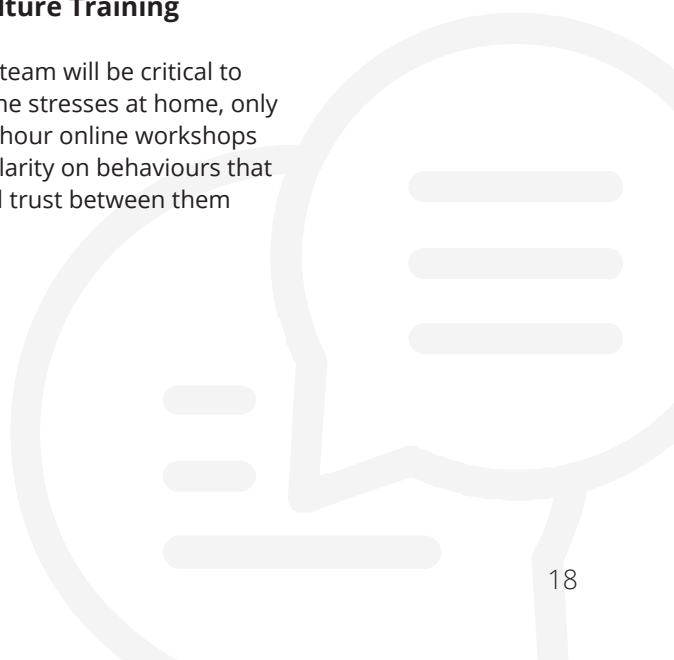 lture Training
team will be critical to
ne stresses at home, only
hour online workshops
larity on behaviours that
l trust between them
18